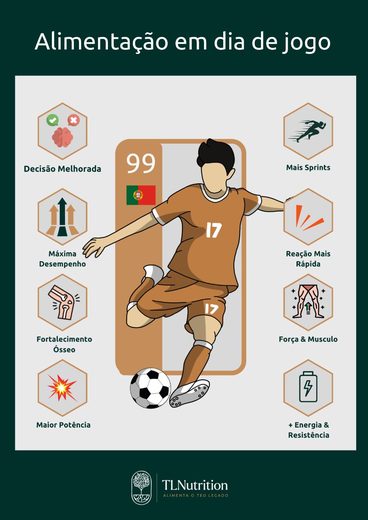 Alimentação em dia de jogo
99
Decisão Melhorada
Mais Sprints
17
Máxima
Desempenho
Reação Mais
Rápida
17
Fortalecimento
Ósseo
Força & Musculo
Maior Potência
+ Energia &
Resistência
TLNutrition
ALIMENTA O TEU LEGADO